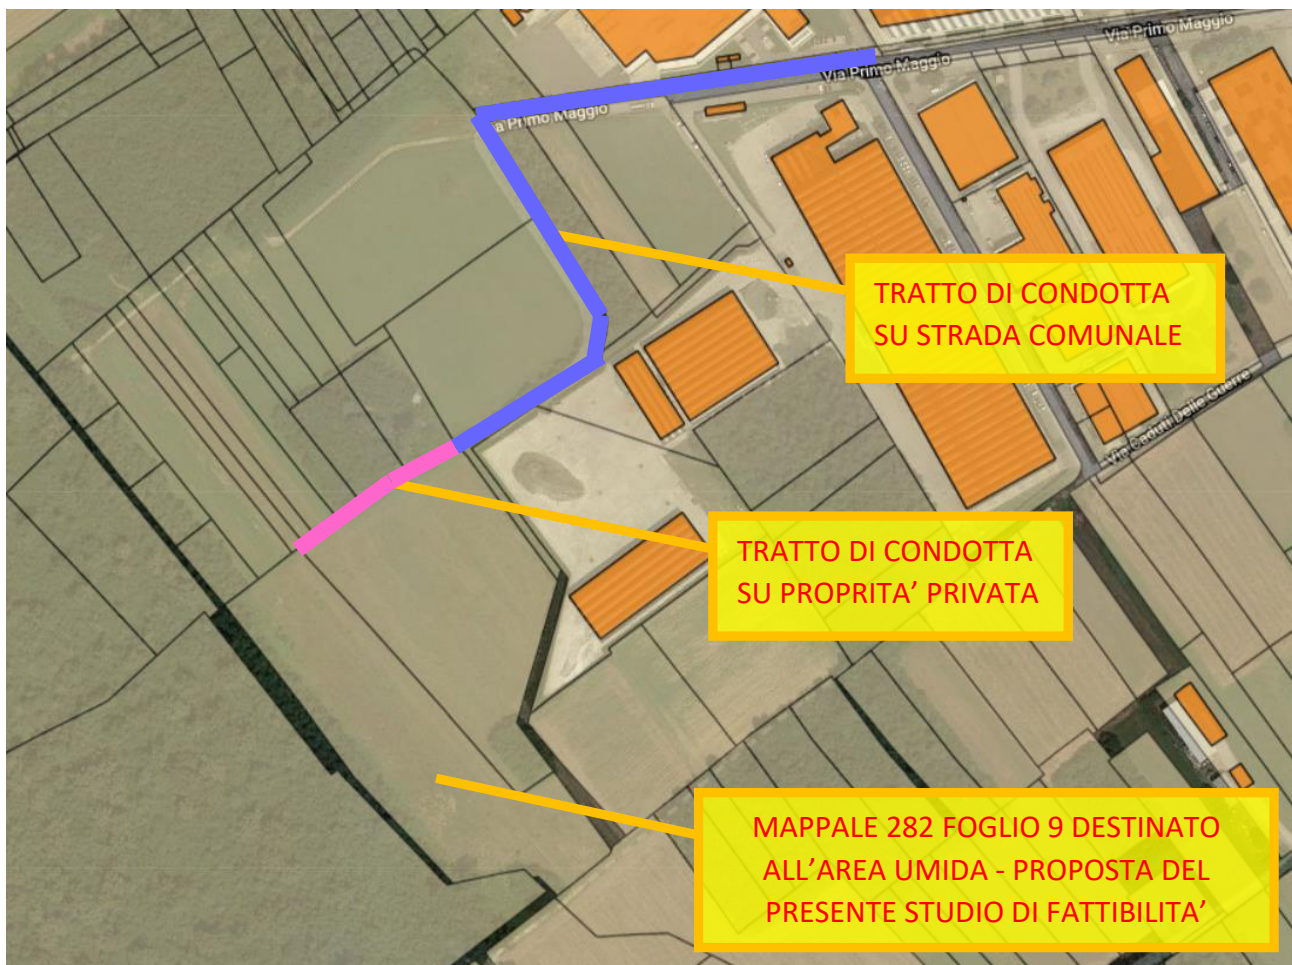 Via Primo Maggio
Via Primo Maggio
a Primo Maggio
TRATTO DI CONDOTTA
SU STRADA COMUNALE
Via Caduti Delle Guerre
TRATTO DI CONDOTTA
SU PROPRITA’ PRIVATA
MAPPALE 282 FOGLIO 9 DESTINATO
ALL’AREA UMIDA - PROPOSTA DEL
PRESENTE STUDIO DI FATTIBILITA’